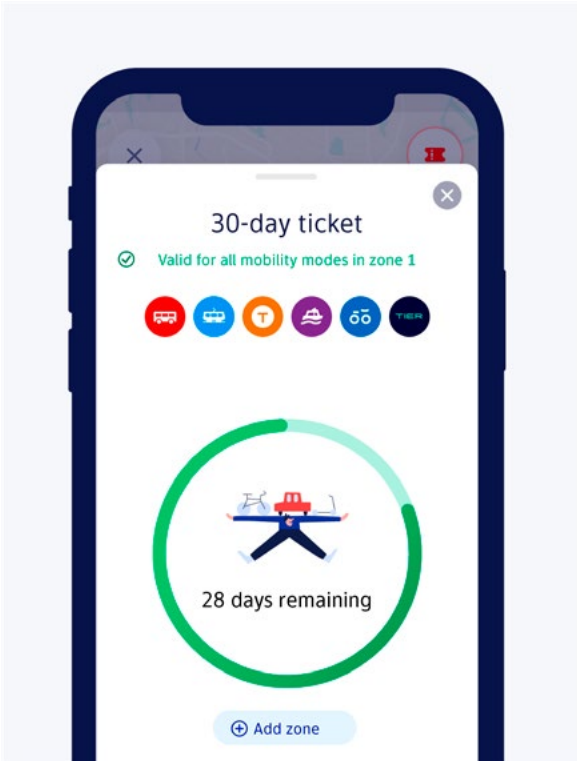 30-day ticket
Valid for all mobility modes in zone 1
T
TIER
28 days remaining
Add zone